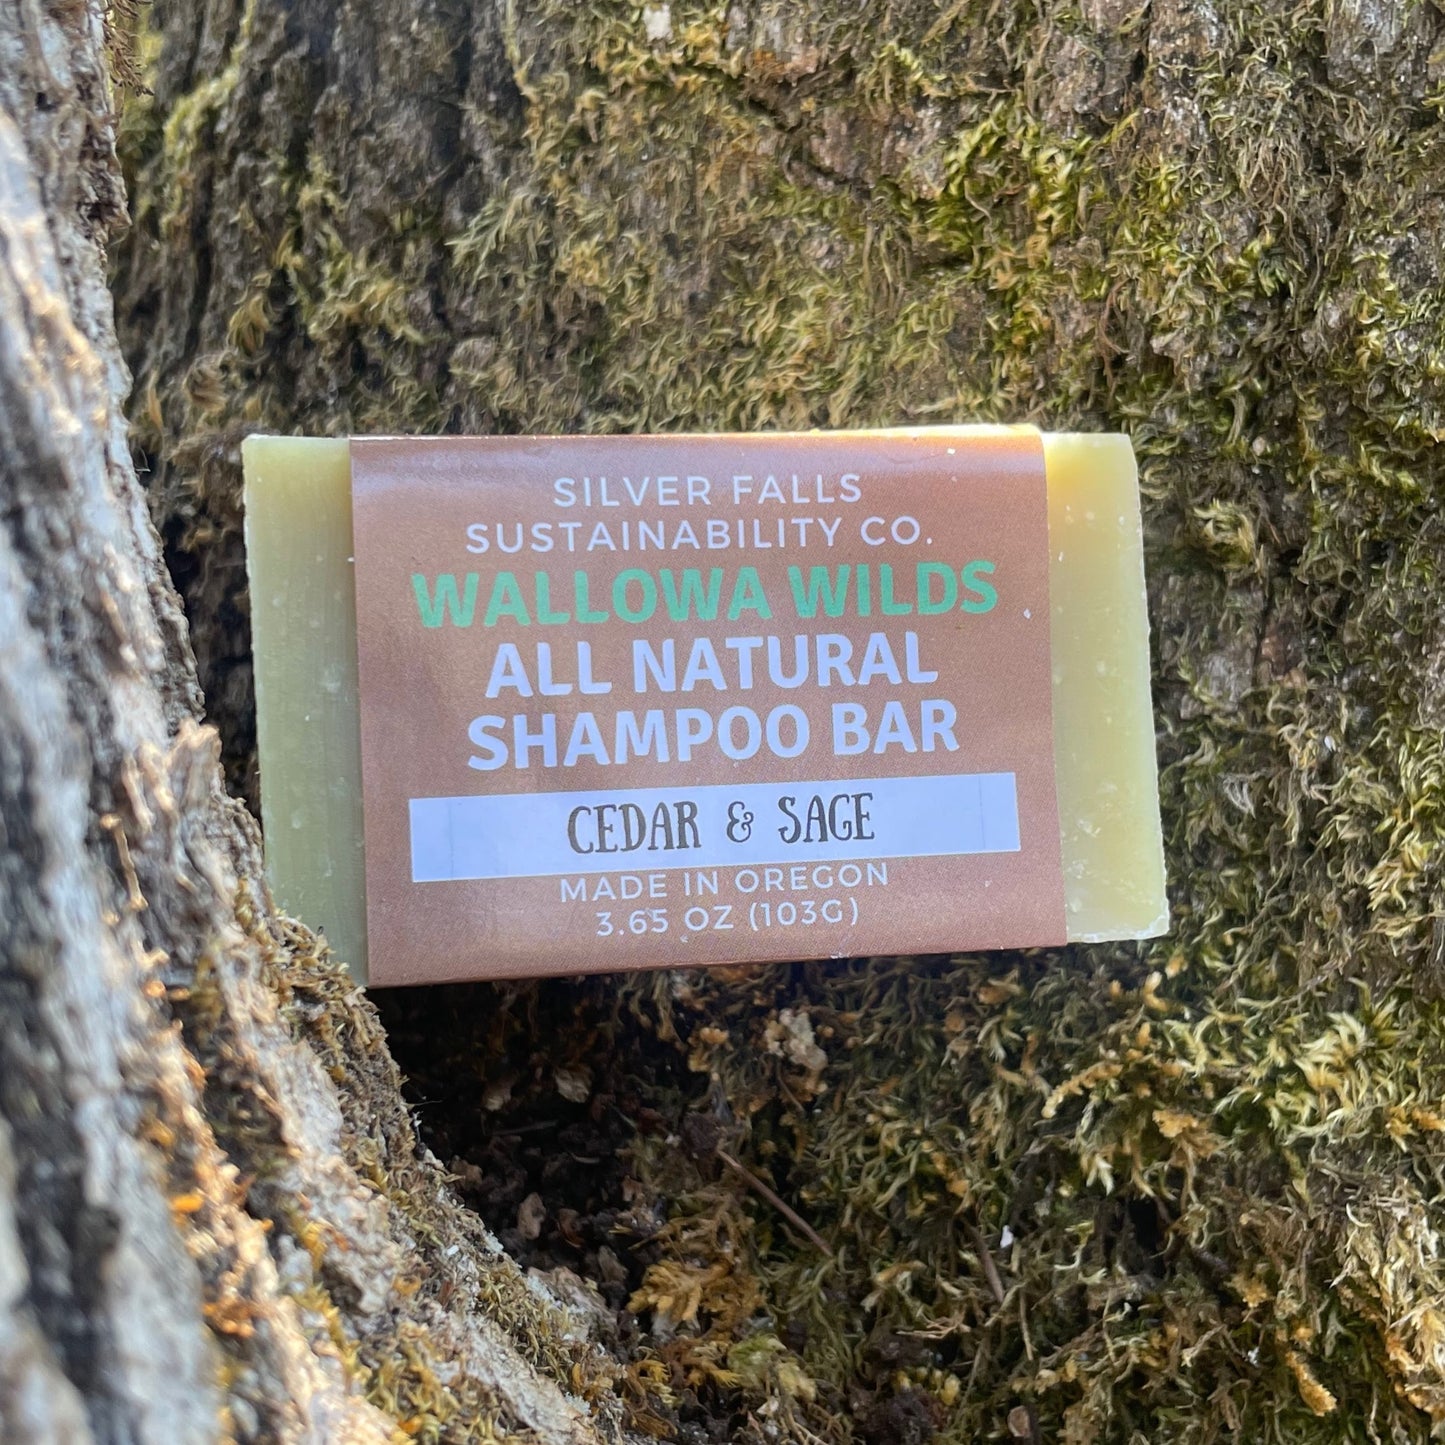 SILVER FALLS
SUSTAINABILITY CO.
WALLOWA WILDS
ALL NATURAL
SHAMPOO BAR
CEDAR & SAGE
MADE IN OREGON
3.65 OZ (103G)